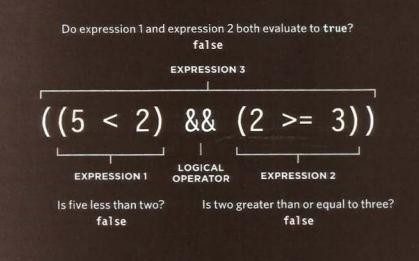 Do expression 1 and expression 2 both evaluate to true?
false
EXPRESSION 3
((5 < 2) && (2 >= 3))
EXPRESSION 1
LOGICAL
OPERATOR
EXPRESSION 2
Is five less than two?
false
Is two greater than or equal to three?
false